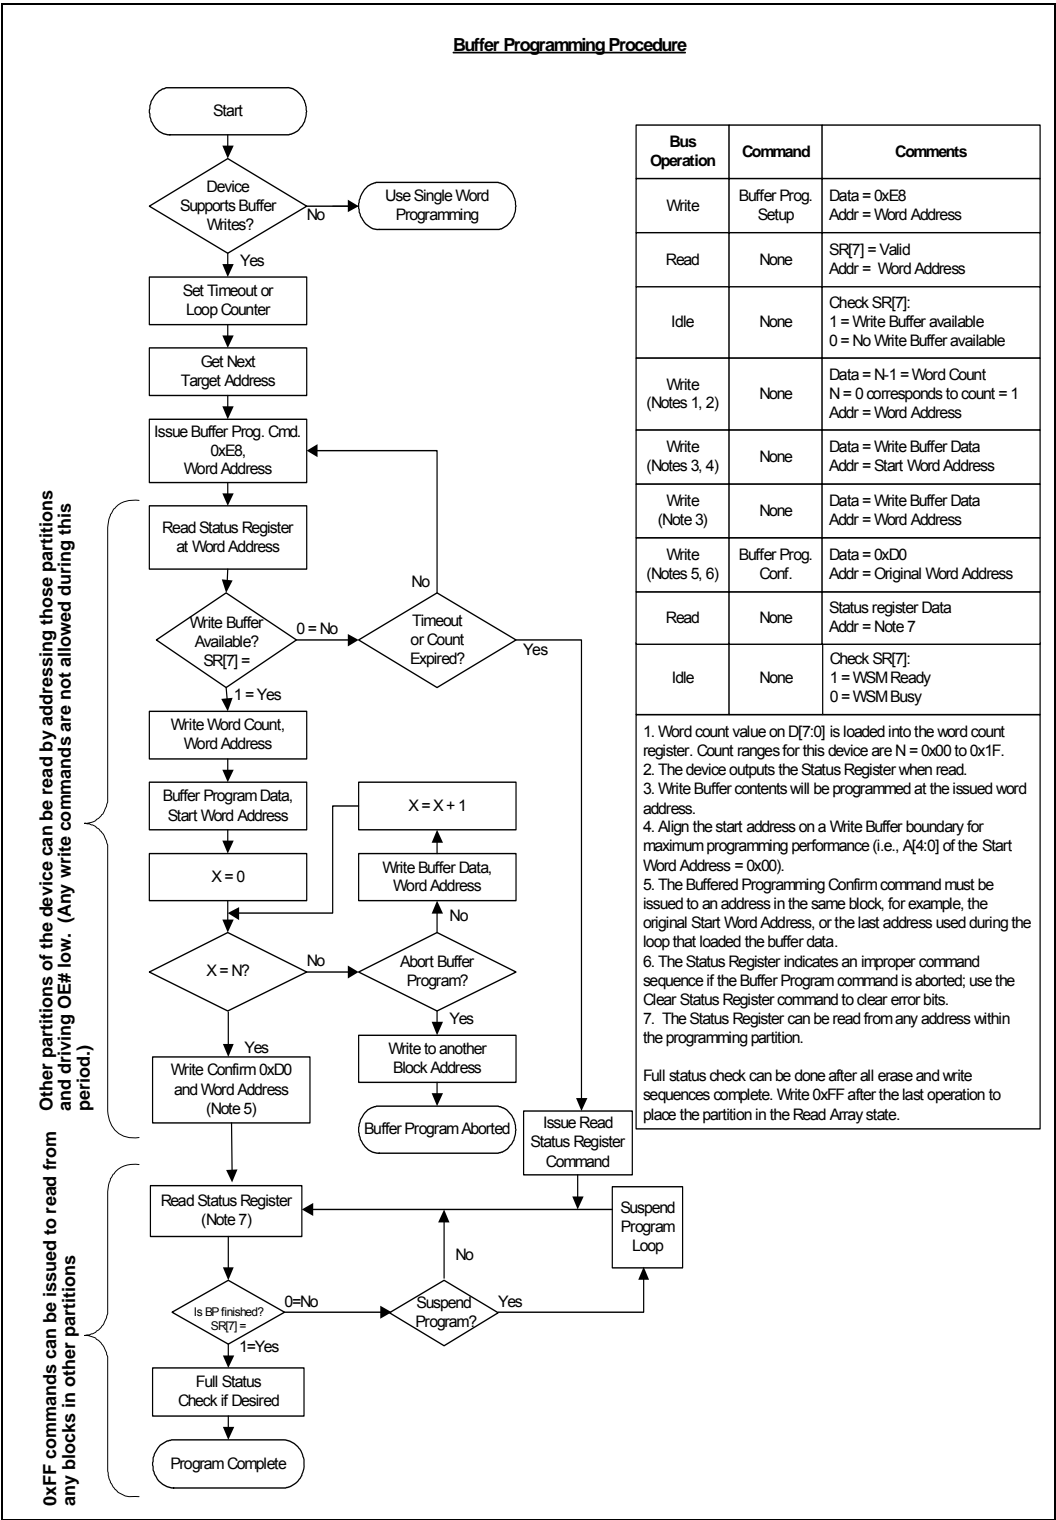 Buffer Programming Procedure
Start
Device
Supports Buffer
Writes?
No
Use Single Word
Programming
Yes
Set Timeout or
Loop Counter
Get Next
Target Address
Issue Buffer Prog. Cmd.
0xE8,
Word Address
Read Status Register
at Word Address
No
Write Buffer
Available?
SR[7] =
0 = No
Timeout
or Count
Expired?
Yes
1 = Yes
Write Word Count,
Word Address
Buffer Program Data,
Start Word Address
X = X + 1
X = 0
Write Buffer Data,
Word Address
No
X = N?
No
Abort Buffer
Program?
Yes
Yes
Write Confirm 0xD0
and Word Address
(Note 5)
Write to another
Block Address
Buffer Program Aborted
Issue Read
Status Register
Command
Read Status Register
(Note 7)
Suspend
Program
Loop
No
Is BP finished?
SR[7] =
0=No
Suspend
Program?
Yes
1=Yes
Full Status
Check if Desired
Program Complete
Other partitions of the device can be read by addressing those partitions
and driving OE# low. (Any write commands are not allowed during this
period.)
0xFF commands can be issued to read from
any blocks in other partitions
Bus
Operation
Command
Comments
Write
Buffer Prog.
Setup
Data = 0xE8
Addr = Word Address
Read
None
SR[7] = Valid
Addr = Word Address
Idle
None
Check SR[7]:
1 = Write Buffer available
0 = No Write Buffer available
Write
(Notes 1, 2)
None
Data = N-1 = Word Count
N = 0 corresponds to count = 1
Addr = Word Address
Write
(Notes 3, 4)
None
Data = Write Buffer Data
Addr = Start Word Address
Write
(Note 3)
None
Data = Write Buffer Data
Addr = Word Address
Write
(Notes 5, 6)
Buffer Prog.
Conf.
Data = 0xD0
Addr = Original Word Address
Read
None
Status register Data
Addr = Note 7
Idle
None
Check SR[7]:
1 = WSM Ready
0 = WSM Busy
1. Word count value on D[7:0] is loaded into the word count
register. Count ranges for this device are N = 0x00 to 0x1F.
2. The device outputs the Status Register when read.
3. Write Buffer contents will be programmed at the issued word
address.
4. Align the start address on a Write Buffer boundary for
maximum programming performance (i.e., A[4:0] of the Start
Word Address = 0x00).
5. The Buffered Programming Confirm command must be
issued to an address in the same block, for example, the
original Start Word Address, or the last address used during the
loop that loaded the buffer data.
6. The Status Register indicates an improper command
sequence if the Buffer Program command is aborted; use the
Clear Status Register command to clear error bits.
7. The Status Register can be read from any address within
the programming partition.
Full status check can be done after all erase and write
sequences complete. Write 0xFF after the last operation to
place the partition in the Read Array state.